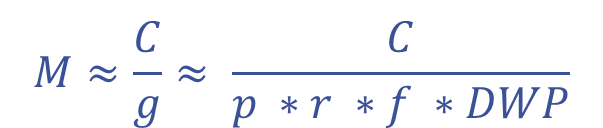 M ≈ C/g ≈ C/(p * r * f * DWP)